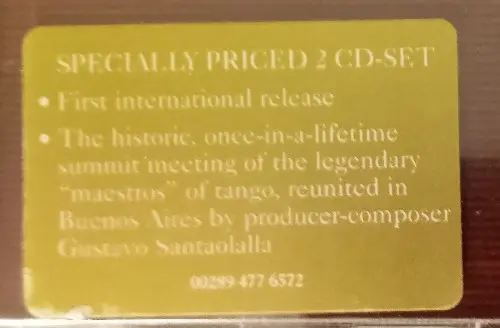 SPECIALLY PRICED 2 CD-SET
• First international release
• The historic, once-in-a-lifetime
summit meeting of the legendary
"maestros" of tango, reunited in
Buenos Aires by producer-composer
Gustavo Santaolalla
00289 477 6572